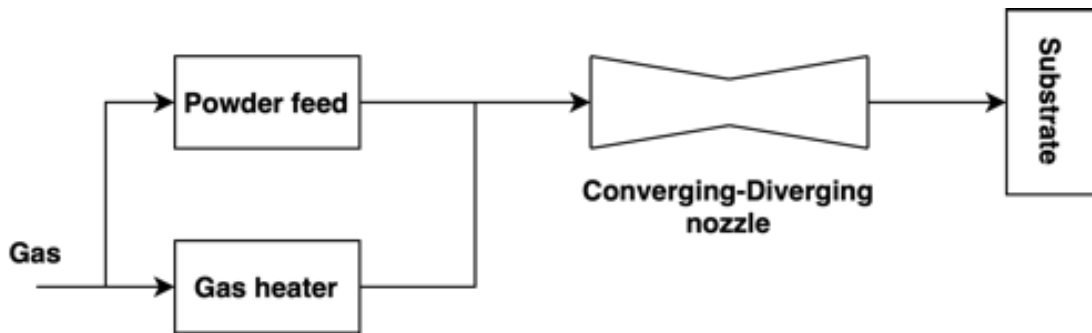 Powder feed
Substrate
Converging-Diverging
nozzle
Gas
Gas heater